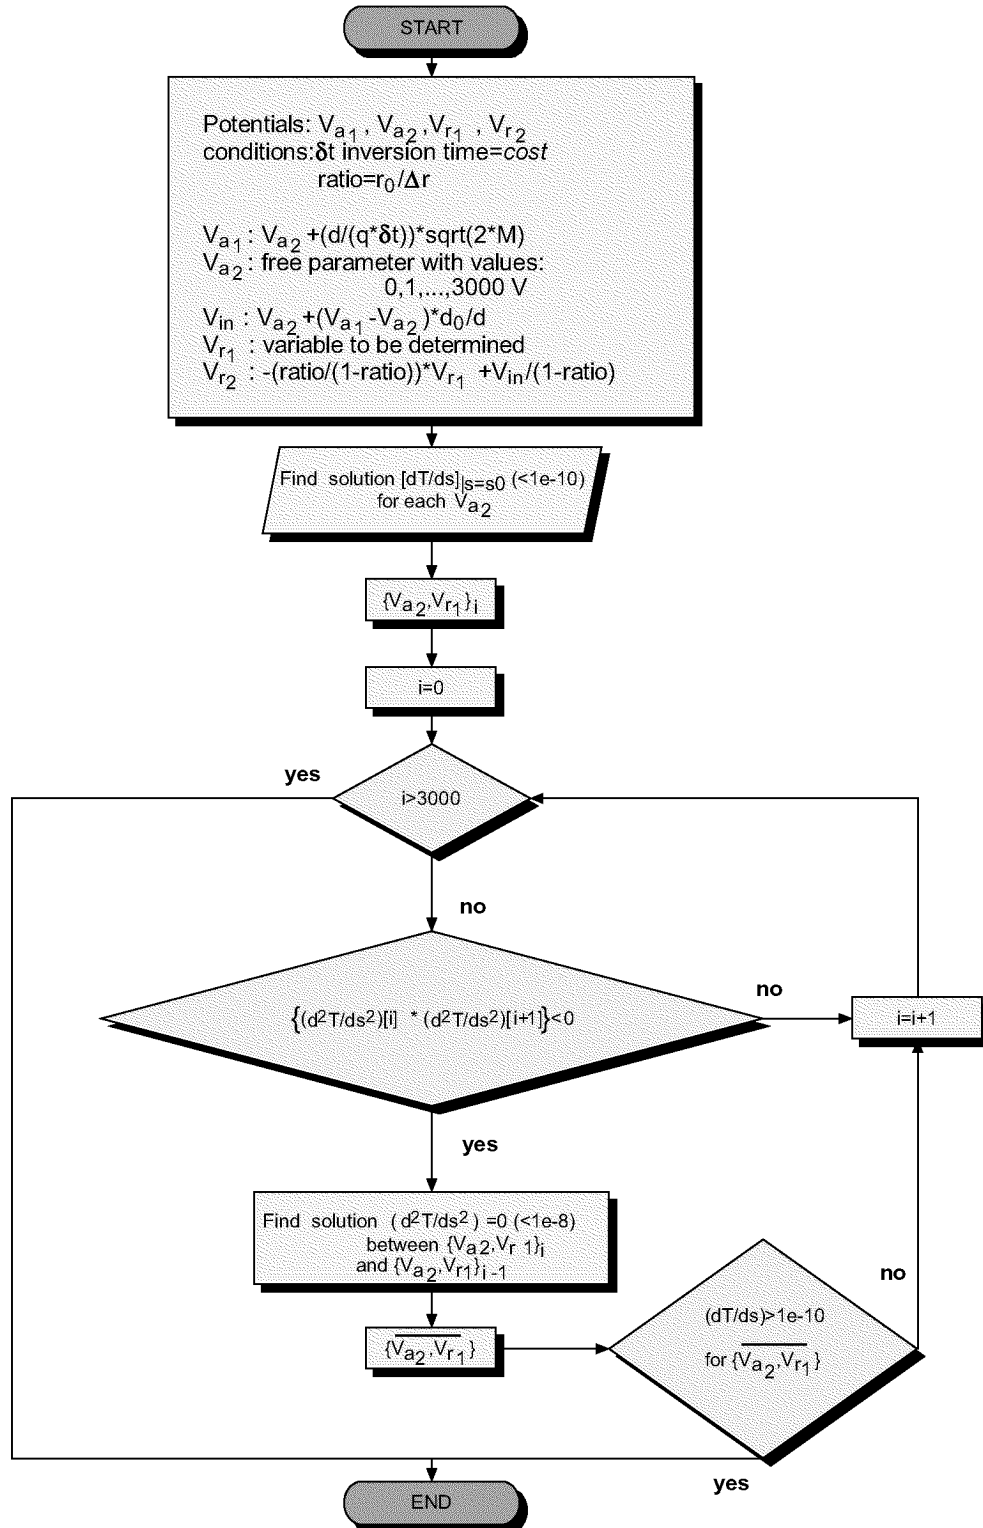 START
Potentials: Va1 , Va2 ,Vr1 , Vr2
conditions:δt inversion time=cost
ratio=r0/Δr
Va1 : Va2 +(d/(q*δt))*sqrt(2*M)
Va2 : free parameter with values:
0,1,...,3000 V
Vin : Va2 +(Va1 -Va2 )*d0/d
Vr1 : variable to be determined
Vr2 : -(ratio/(1-ratio))*Vr1 +Vin/(1-ratio)
Find solution [dT/ds]|s=s0 (<1e-10)
for each Va2
{Va2,Vr1}i
i=0
yes
i>3000
no
{(d²T/ds²)[i] * (d²T/ds²)[i+1]}<0
no
i=i+1
yes
Find solution (d²T/ds²) =0 (<1e-8)
between {Va2,Vr 1}i
and {Va2,Vr1}i -1
no
(dT/ds)>1e-10
for {Va2,Vr1}
{Va2,Vr1}
yes
END